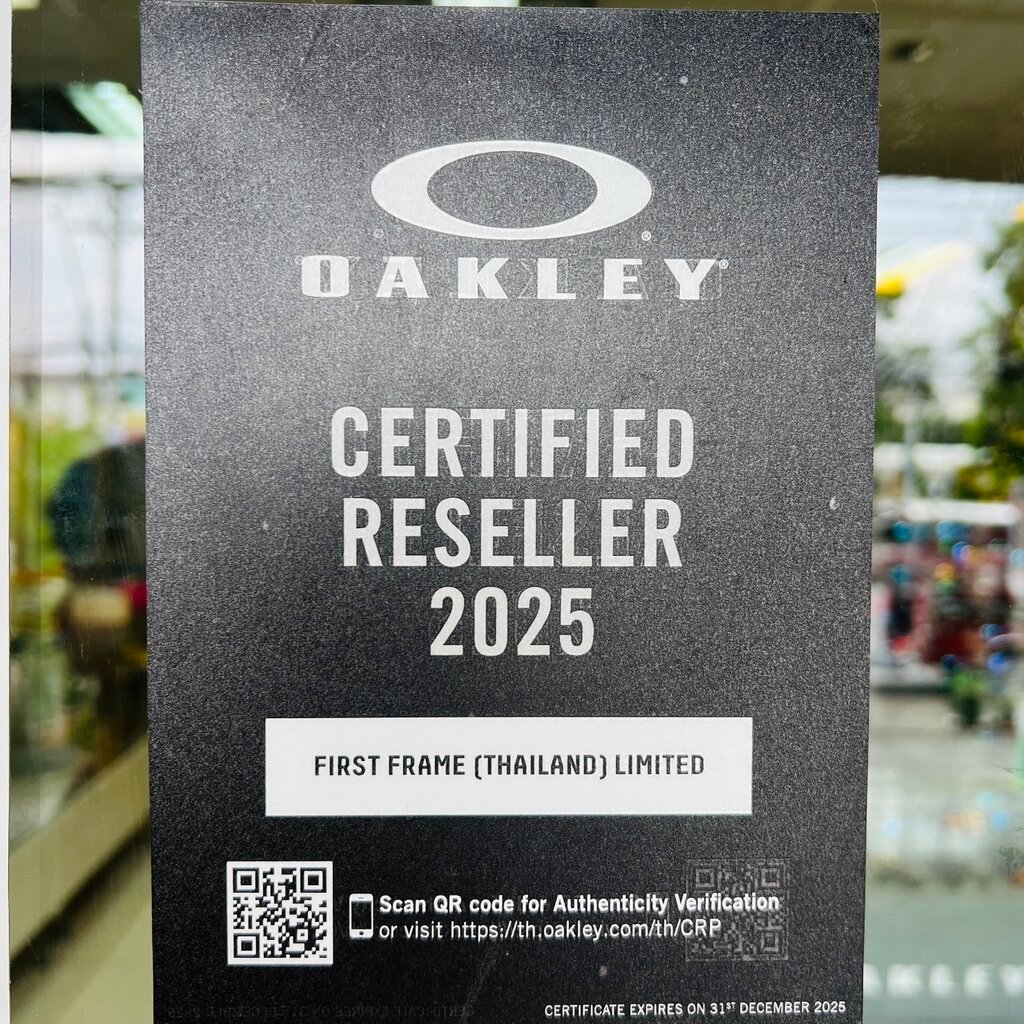 OAKLEY®
CERTIFIED
RESELLER
2025
FIRST FRAME (THAILAND) LIMITED
Scan QR code for Authenticity Verification
or visit https://th.oakley.com/th/CRP
CERTIFICATE EXPIRES ON 31ST DECEMBER 2025
OAKLEY